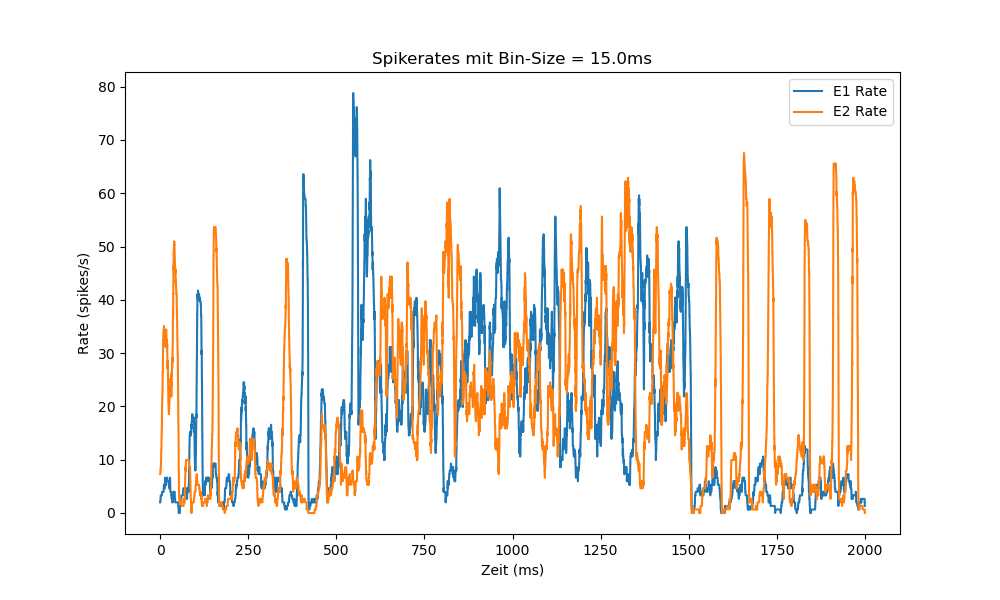 Spikerates mit Bin-Size = 15.0ms
E1 Rate
E2 Rate
Rate (spikes/s)
80
70
60
50
40
30
20
10
0
0 250 500 750 1000 1250 1500 1750 2000
Zeit (ms)